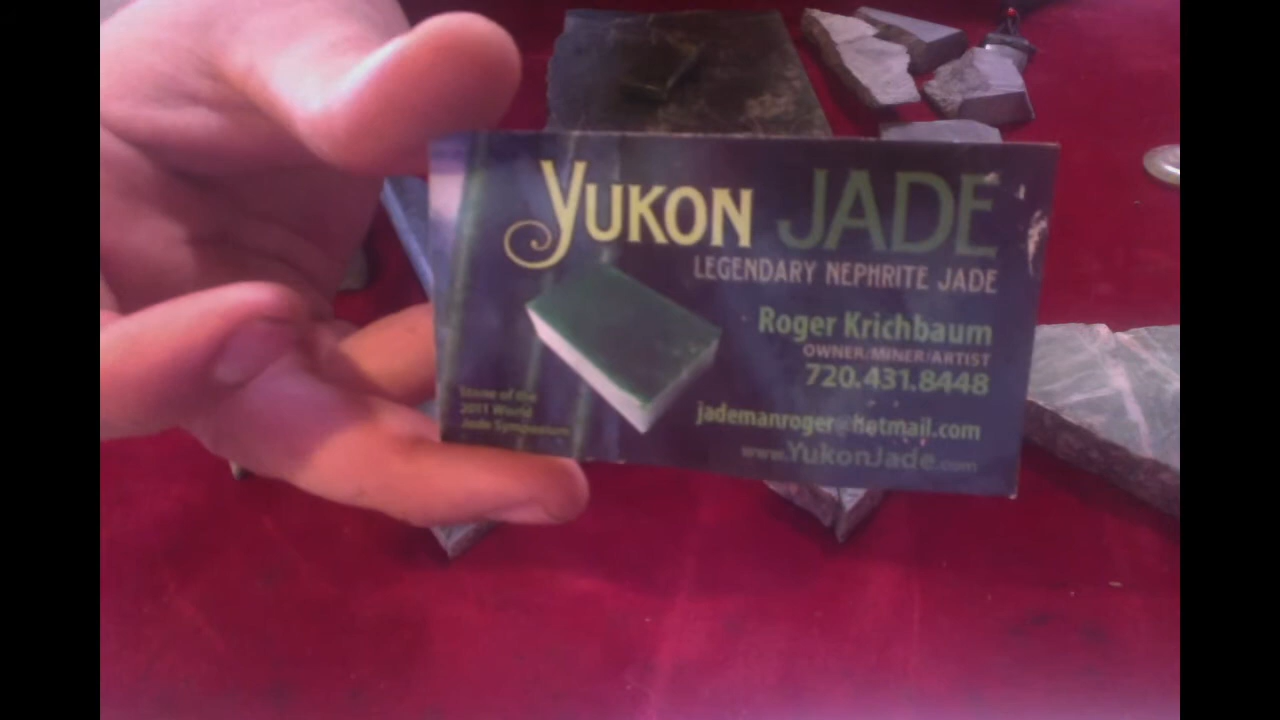 YUKON JADE
LEGENDARY NEPHRITE JADE
Roger Krichbaum
OWNER/MINER/ARTIST
720.431.8448
jademanroger@hotmail.com
www.YukonJade.com
Stone of the
2011 World
Jade Symposium